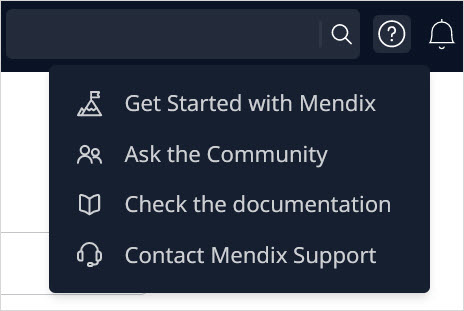 Get Started with Mendix
Ask the Community
Check the documentation
Contact Mendix Support